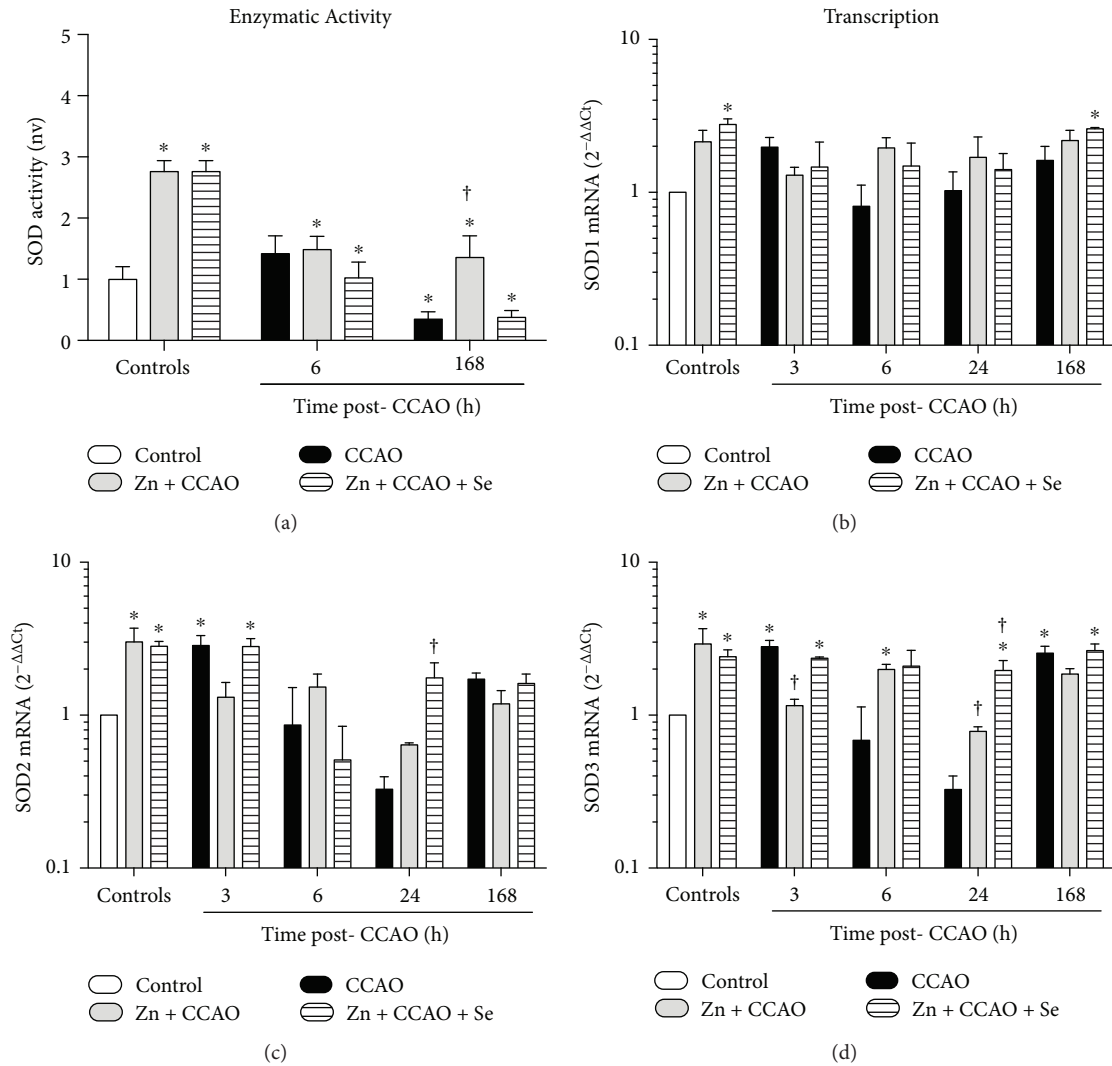 Enzymatic Activity
SOD activity (nv)
5
4
3
2
1
0
* * * * † * * *
Controls 6 168
Time post- CCAO (h)
Control CCAO
Zn + CCAO Zn + CCAO + Se
(a)
Transcription
SOD1 mRNA (2−ΔΔCt)
10
1
0.1
* *
Controls 3 6 24 168
Time post- CCAO (h)
Control CCAO
Zn + CCAO Zn + CCAO + Se
(b)
SOD2 mRNA (2−ΔΔCt)
10
1
0.1
* * * * †
Controls 3 6 24 168
Time post- CCAO (h)
Control CCAO
Zn + CCAO Zn + CCAO + Se
(c)
SOD3 mRNA (2−ΔΔCt)
10
1
0.1
* * * † * * † † * * *
Controls 3 6 24 168
Time post- CCAO (h)
Control CCAO
Zn + CCAO Zn + CCAO + Se
(d)